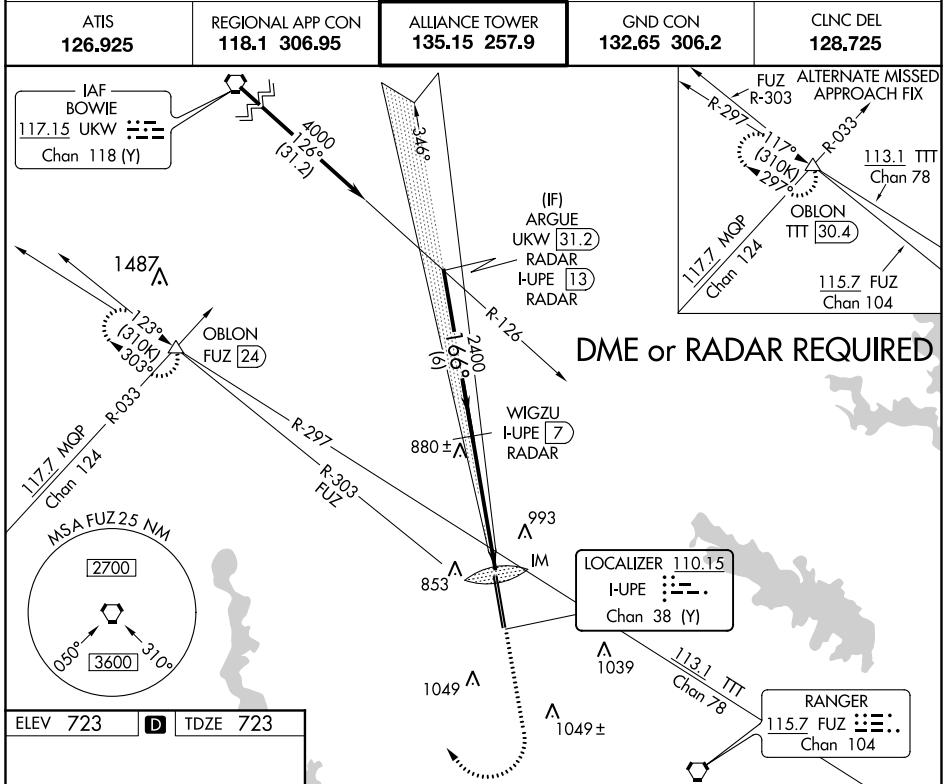 ATIS
126.925
REGIONAL APP CON
118.1 306.95
ALLIANCE TOWER
135.15 257.9
GND CON
132.65 306.2
CLNC DEL
128.725
IAF
BOWIE
117.15 UKW
Chan 118 (Y)
4000
126°
(31.2)
346°
(IF)
ARGUE
UKW 31.2
RADAR
I-UPE 13
RADAR
R-126
FUZ
R-303
ALTERNATE MISSED
APPROACH FIX
R-297
R-033
117°
(310K)
297°
113.1 TTT
Chan 78
OBLON
TTT 30.4
117.7 MQP
Chan 124
115.7 FUZ
Chan 104
DME or RADAR REQUIRED
1487
123°
(310K)
303°
OBLON
FUZ 24
R-033
117.7 MQP
Chan 124
R-297
R-303
FUZ
2400
166°
(6)
WIGZU
I-UPE 7
RADAR
880±
993
853
IM
LOCALIZER 110.15
I-UPE
Chan 38 (Y)
MSA FUZ 25 NM
2700
050°
310°
3600
1049
1039
1049±
113.1 TTT
Chan 78
RANGER
115.7 FUZ
Chan 104
ELEV 723
D
TDZE 723